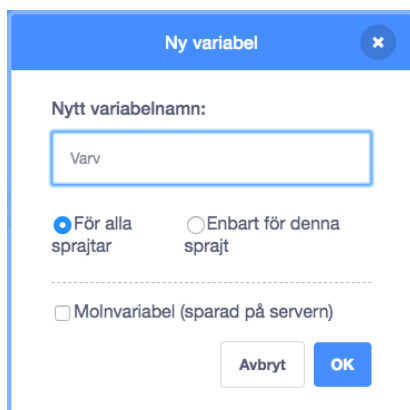 Ny variabel
Nytt variabelnamn:
Varv
För alla sprajtar
Enbart för denna sprajt
Molnvariabel (sparad på servern)
Avbryt
OK